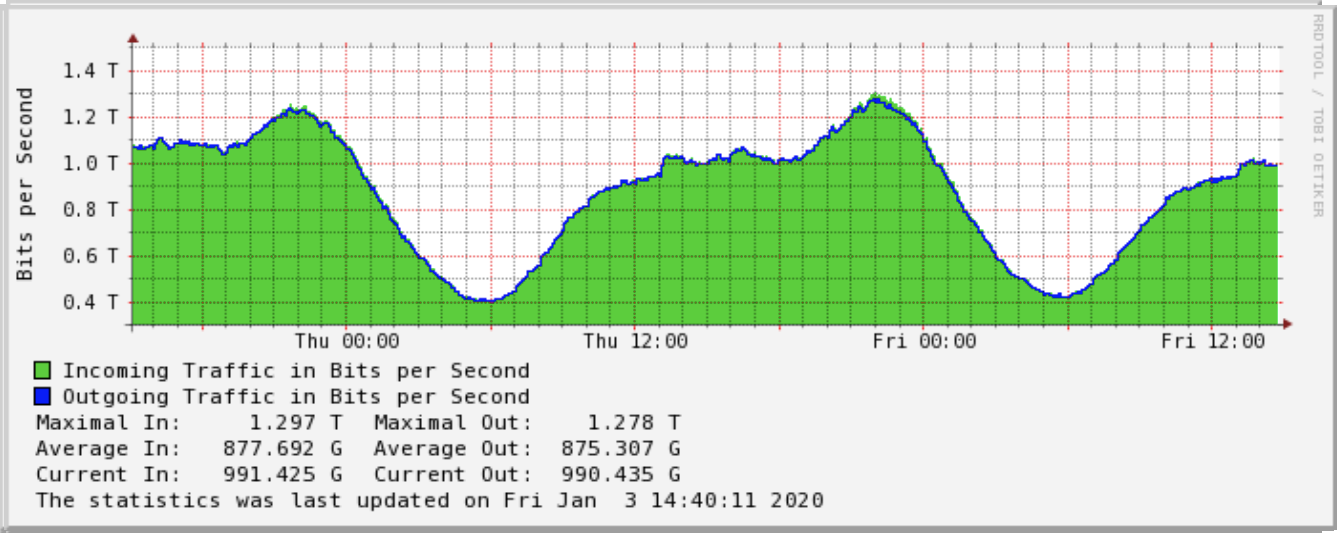 RRDTOOL / TOBI OETIKER
Bits per Second
1.4 T
1.2 T
1.0 T
0.8 T
0.6 T
0.4 T
Thu 00:00 Thu 12:00 Fri 00:00 Fri 12:00
Incoming Traffic in Bits per Second
Outgoing Traffic in Bits per Second
Maximal In: 1.297 T Maximal Out: 1.278 T
Average In: 877.692 G Average Out: 875.307 G
Current In: 991.425 G Current Out: 990.435 G
The statistics was last updated on Fri Jan  3 14:40:11 2020